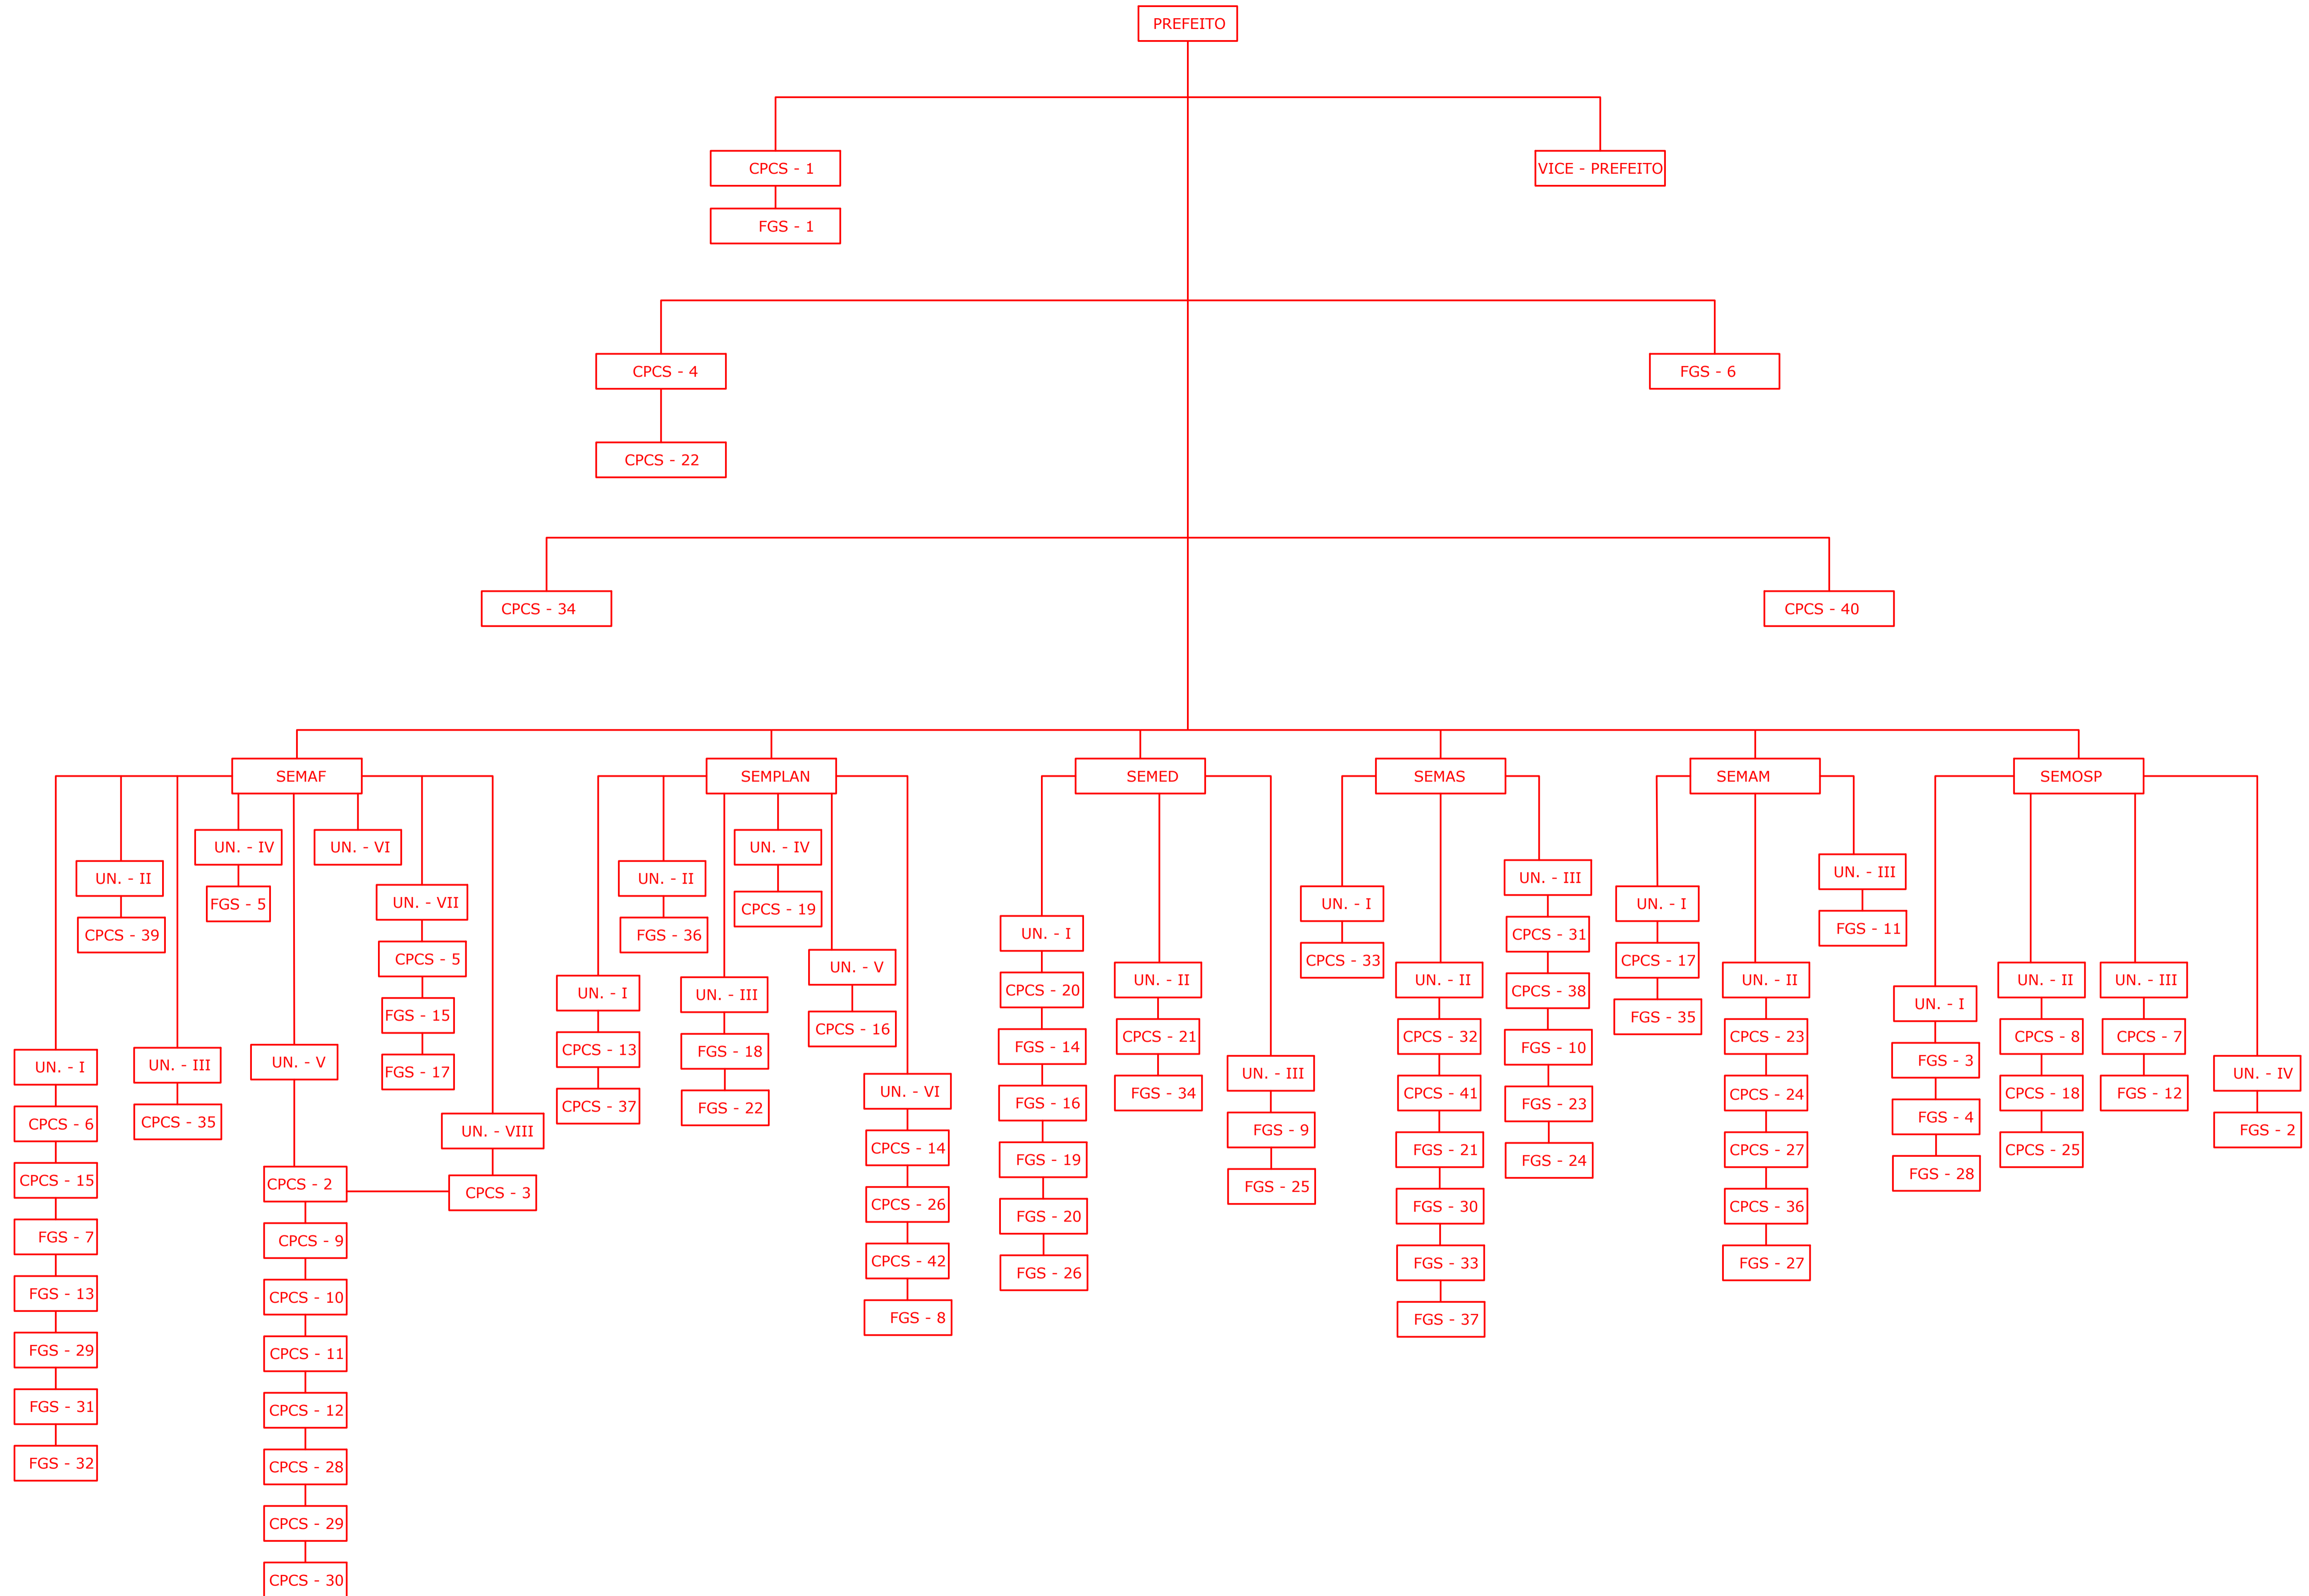 PREFEITO
CPCS - 1
VICE - PREFEITO
FGS - 1
CPCS - 4
FGS - 6
CPCS - 22
CPCS - 34
CPCS - 40
SEMAF
SEMPLAN
SEMED
SEMAS
SEMAM
SEMOSP
UN. - I
CPCS - 6
CPCS - 15
FGS - 7
FGS - 13
FGS - 29
FGS - 31
FGS - 32
UN. - II
CPCS - 39
UN. - III
CPCS - 35
UN. - IV
FGS - 5
UN. - V
CPCS - 2
CPCS - 9
CPCS - 10
CPCS - 11
CPCS - 12
CPCS - 28
CPCS - 29
CPCS - 30
UN. - VI
UN. - VII
CPCS - 5
FGS - 15
FGS - 17
UN. - VIII
CPCS - 3
UN. - I
CPCS - 13
CPCS - 37
UN. - II
FGS - 36
UN. - III
FGS - 18
FGS - 22
UN. - IV
CPCS - 19
UN. - V
CPCS - 16
UN. - VI
CPCS - 14
CPCS - 26
CPCS - 42
FGS - 8
UN. - I
CPCS - 20
FGS - 14
FGS - 16
FGS - 19
FGS - 20
FGS - 26
UN. - II
CPCS - 21
FGS - 34
UN. - III
FGS - 9
FGS - 25
UN. - I
CPCS - 33
UN. - II
CPCS - 32
CPCS - 41
FGS - 21
FGS - 30
FGS - 33
FGS - 37
UN. - III
CPCS - 31
CPCS - 38
FGS - 10
FGS - 23
FGS - 24
UN. - I
CPCS - 17
FGS - 35
UN. - II
CPCS - 23
CPCS - 24
CPCS - 27
CPCS - 36
FGS - 27
UN. - III
FGS - 11
UN. - I
FGS - 3
FGS - 4
FGS - 28
UN. - II
CPCS - 8
CPCS - 18
CPCS - 25
UN. - III
CPCS - 7
FGS - 12
UN. - IV
FGS - 2